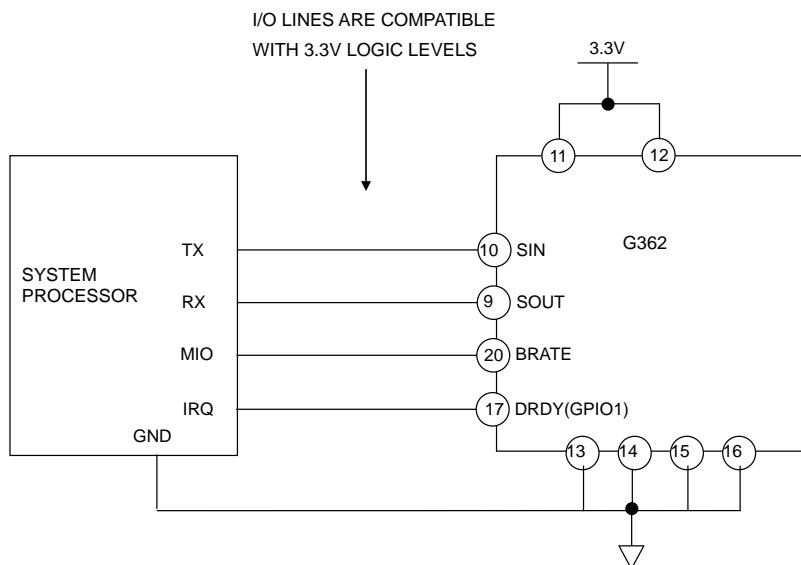 I/O LINES ARE COMPATIBLE
WITH 3.3V LOGIC LEVELS
3.3V
11
12
G362
SYSTEM
PROCESSOR
TX
10
SIN
RX
9
SOUT
MIO
20
BRATE
IRQ
17
DRDY(GPIO1)
GND
13
14
15
16